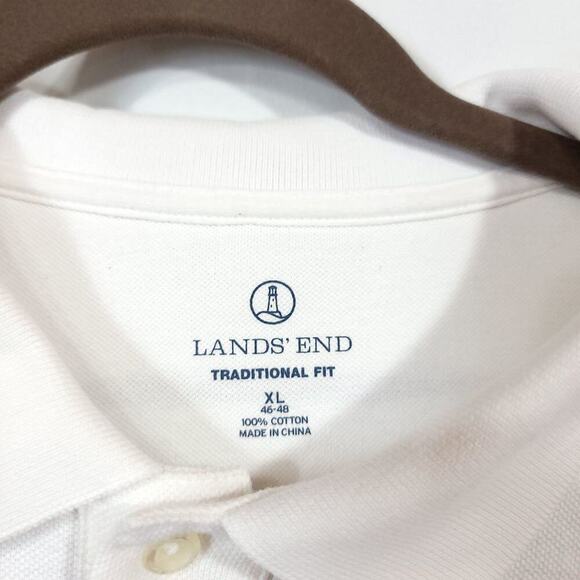 LANDS' END
TRADITIONAL FIT
XL
46-48
100% COTTON
MADE IN CHINA